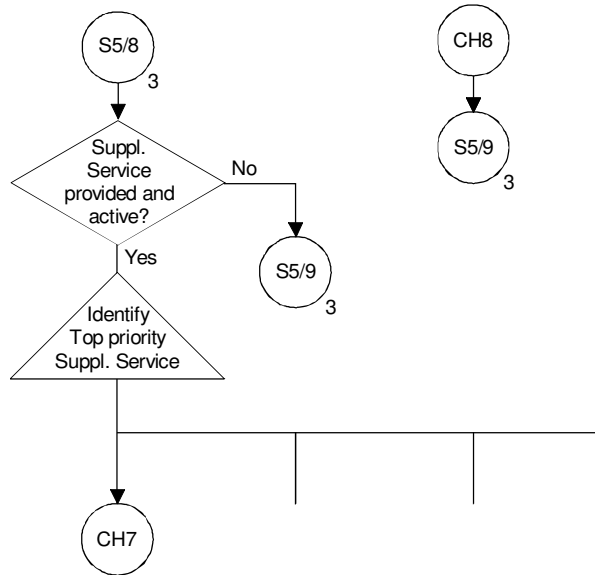 S5/8
3
Suppl.
Service
provided and
active?
No
S5/9
3
Yes
Identify
Top priority
Suppl. Service
CH7
CH8
S5/9
3